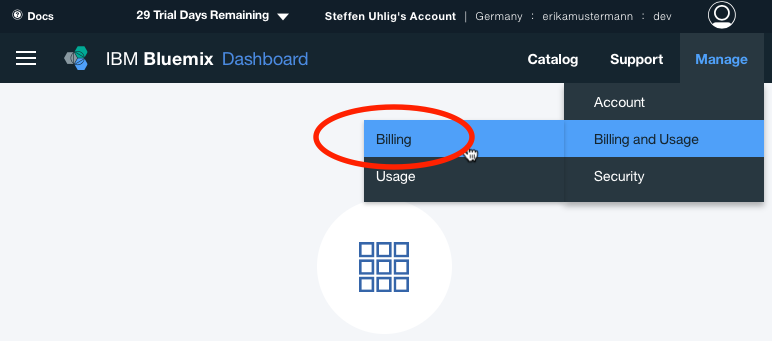 Docs 29 Trial Days Remaining Steffen Uhlig's Account | Germany : erikamustermann : dev
IBM Bluemix Dashboard Catalog Support Manage
Account
Billing Billing and Usage
Usage Security